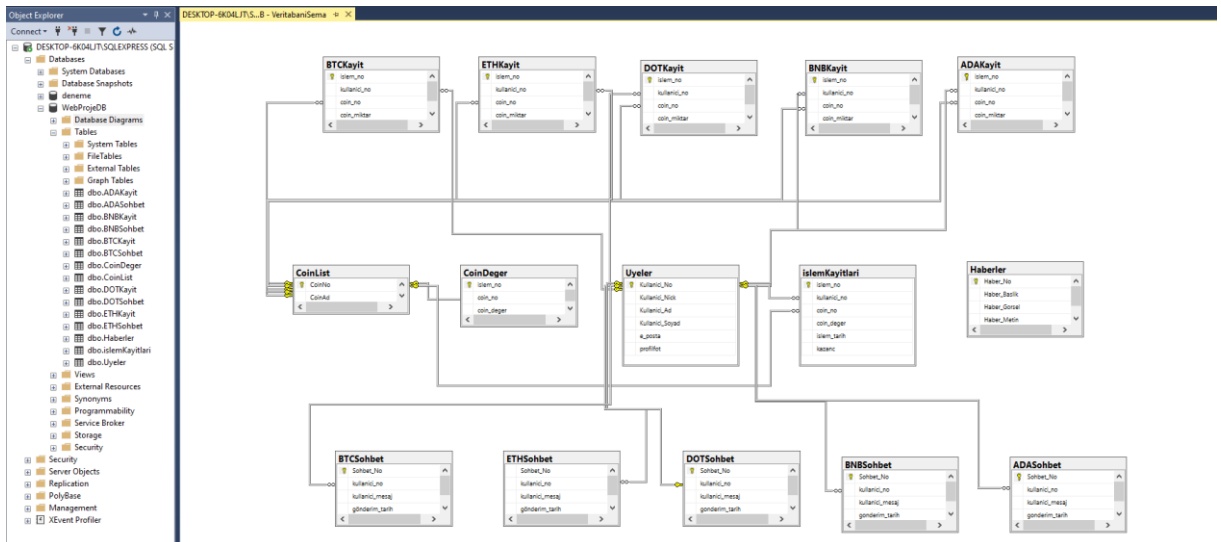 Object Explorer
DESKTOP-6K04LJT\S...B - VeritabaniSema
Connect
DESKTOP-6K04LJT\SQLEXPRESS (SQL S
Databases
System Databases
Database Snapshots
deneme
WebProjeDB
Database Diagrams
Tables
System Tables
FileTables
External Tables
Graph Tables
dbo.ADAKayit
dbo.ADASohbet
dbo.BNBKayit
dbo.BNBSohbet
dbo.BTCKayit
dbo.BTCSohbet
dbo.CoinDeger
dbo.CoinList
dbo.DOTKayit
dbo.DOTSohbet
dbo.ETHKayit
dbo.ETHSohbet
dbo.Haberler
dbo.islemKayitlari
dbo.Uyeler
Views
External Resources
Synonyms
Programmability
Service Broker
Storage
Security
Security
Server Objects
Replication
PolyBase
Management
XEvent Profiler
BTCKayit
islem_no
kullanici_no
coin_no
coin_miktar
ETHKayit
islem_no
kullanici_no
coin_no
coin_miktar
DOTKayit
islem_no
kullanici_no
coin_no
coin_miktar
BNBKayit
islem_no
kullanici_no
coin_no
coin_miktar
ADAKayit
islem_no
kullanici_no
coin_no
coin_miktar
CoinList
CoinNo
CoinAd
CoinDeger
islem_no
coin_no
coin_deger
Uyeler
Kullanici_No
Kullanici_Nick
Kullanici_Ad
Kullanici_Soyad
e_posta
profilfot
islemKayitlari
islem_no
kullanici_no
coin_no
coin_deger
islem_tarih
kazanc
Haberler
Haber_No
Haber_Baslik
Haber_Gorsel
Haber_Metin
BTCSohbet
Sohbet_No
kullanici_no
kullanici_mesaj
gönderim_tarih
ETHSohbet
Sohbet_No
kullanici_no
kullanici_mesaj
gönderim_tarih
DOTSohbet
Sohbet_No
kullanici_no
kullanici_mesaj
gonderim_tarih
BNBSohbet
Sohbet_No
kullanici_no
kullanici_mesaj
gonderim_tarih
ADASohbet
Sohbet_No
kullanici_no
kullanici_mesaj
gonderim_tarih